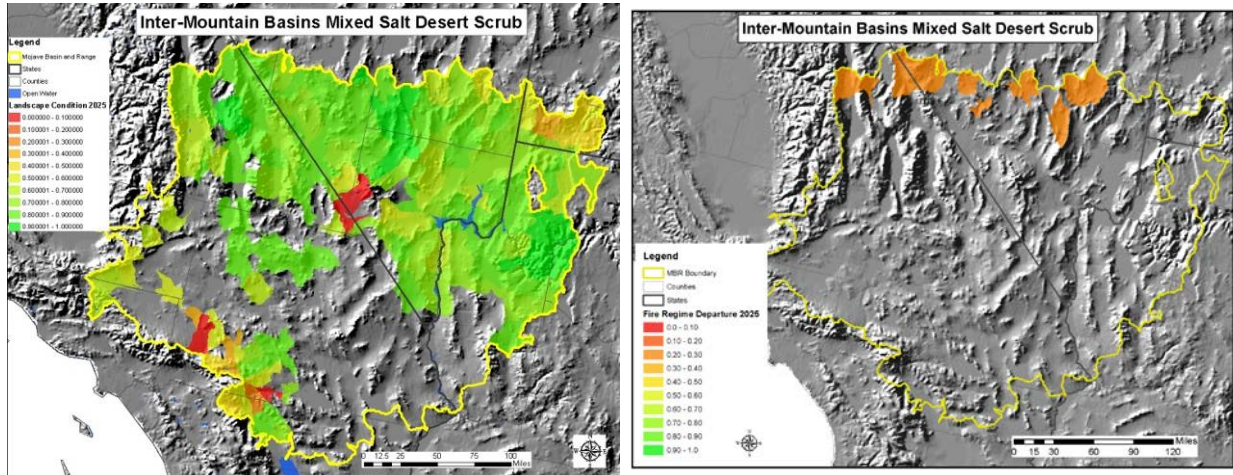 Inter-Mountain Basins Mixed Salt Desert Scrub
Legend
Mojave Basin and Range
States
Counties
Open Water
Landscape Condition 2025
0.000000 - 0.100000
0.100001 - 0.200000
0.200001 - 0.300000
0.300001 - 0.400000
0.400001 - 0.500000
0.500001 - 0.600000
0.600001 - 0.700000
0.700001 - 0.800000
0.800001 - 0.900000
0.900001 - 1.000000
0 12.5 25 50 75 100
Miles
N
W E
S
Inter-Mountain Basins Mixed Salt Desert Scrub
Legend
MBR Boundary
Counties
States
Fire Regime Departure 2025
0.0 - 0.10
0.10 - 0.20
0.20 - 0.30
0.30 - 0.40
0.40 - 0.50
0.50 - 0.60
0.60 - 0.70
0.70 - 0.80
0.80 - 0.90
0.90 - 1.0
N
W E
S
Miles
0 15 30 60 90 120